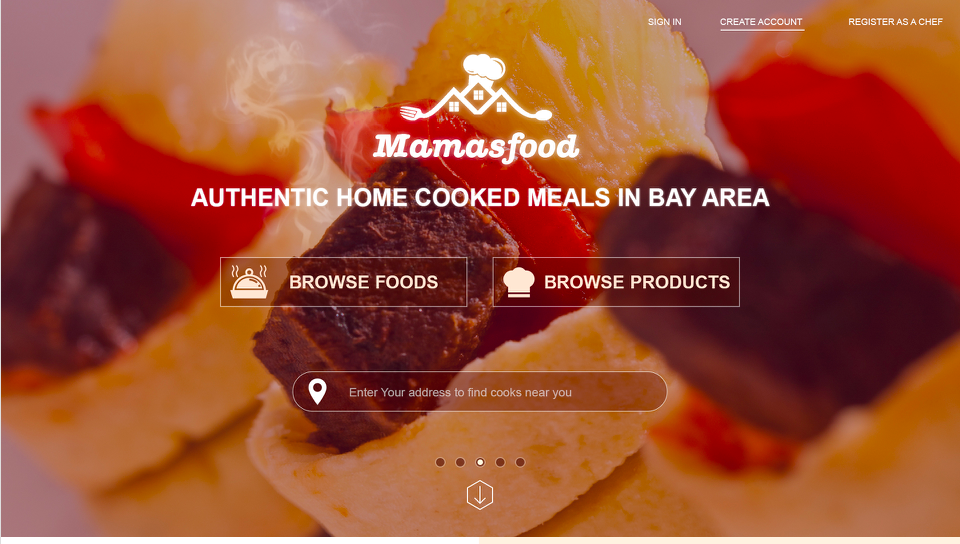 SIGN IN
CREATE ACCOUNT
REGISTER AS A CHEF
Mamasfood
AUTHENTIC HOME COOKED MEALS IN BAY AREA
BROWSE FOODS
BROWSE PRODUCTS
Enter Your address to find cooks near you